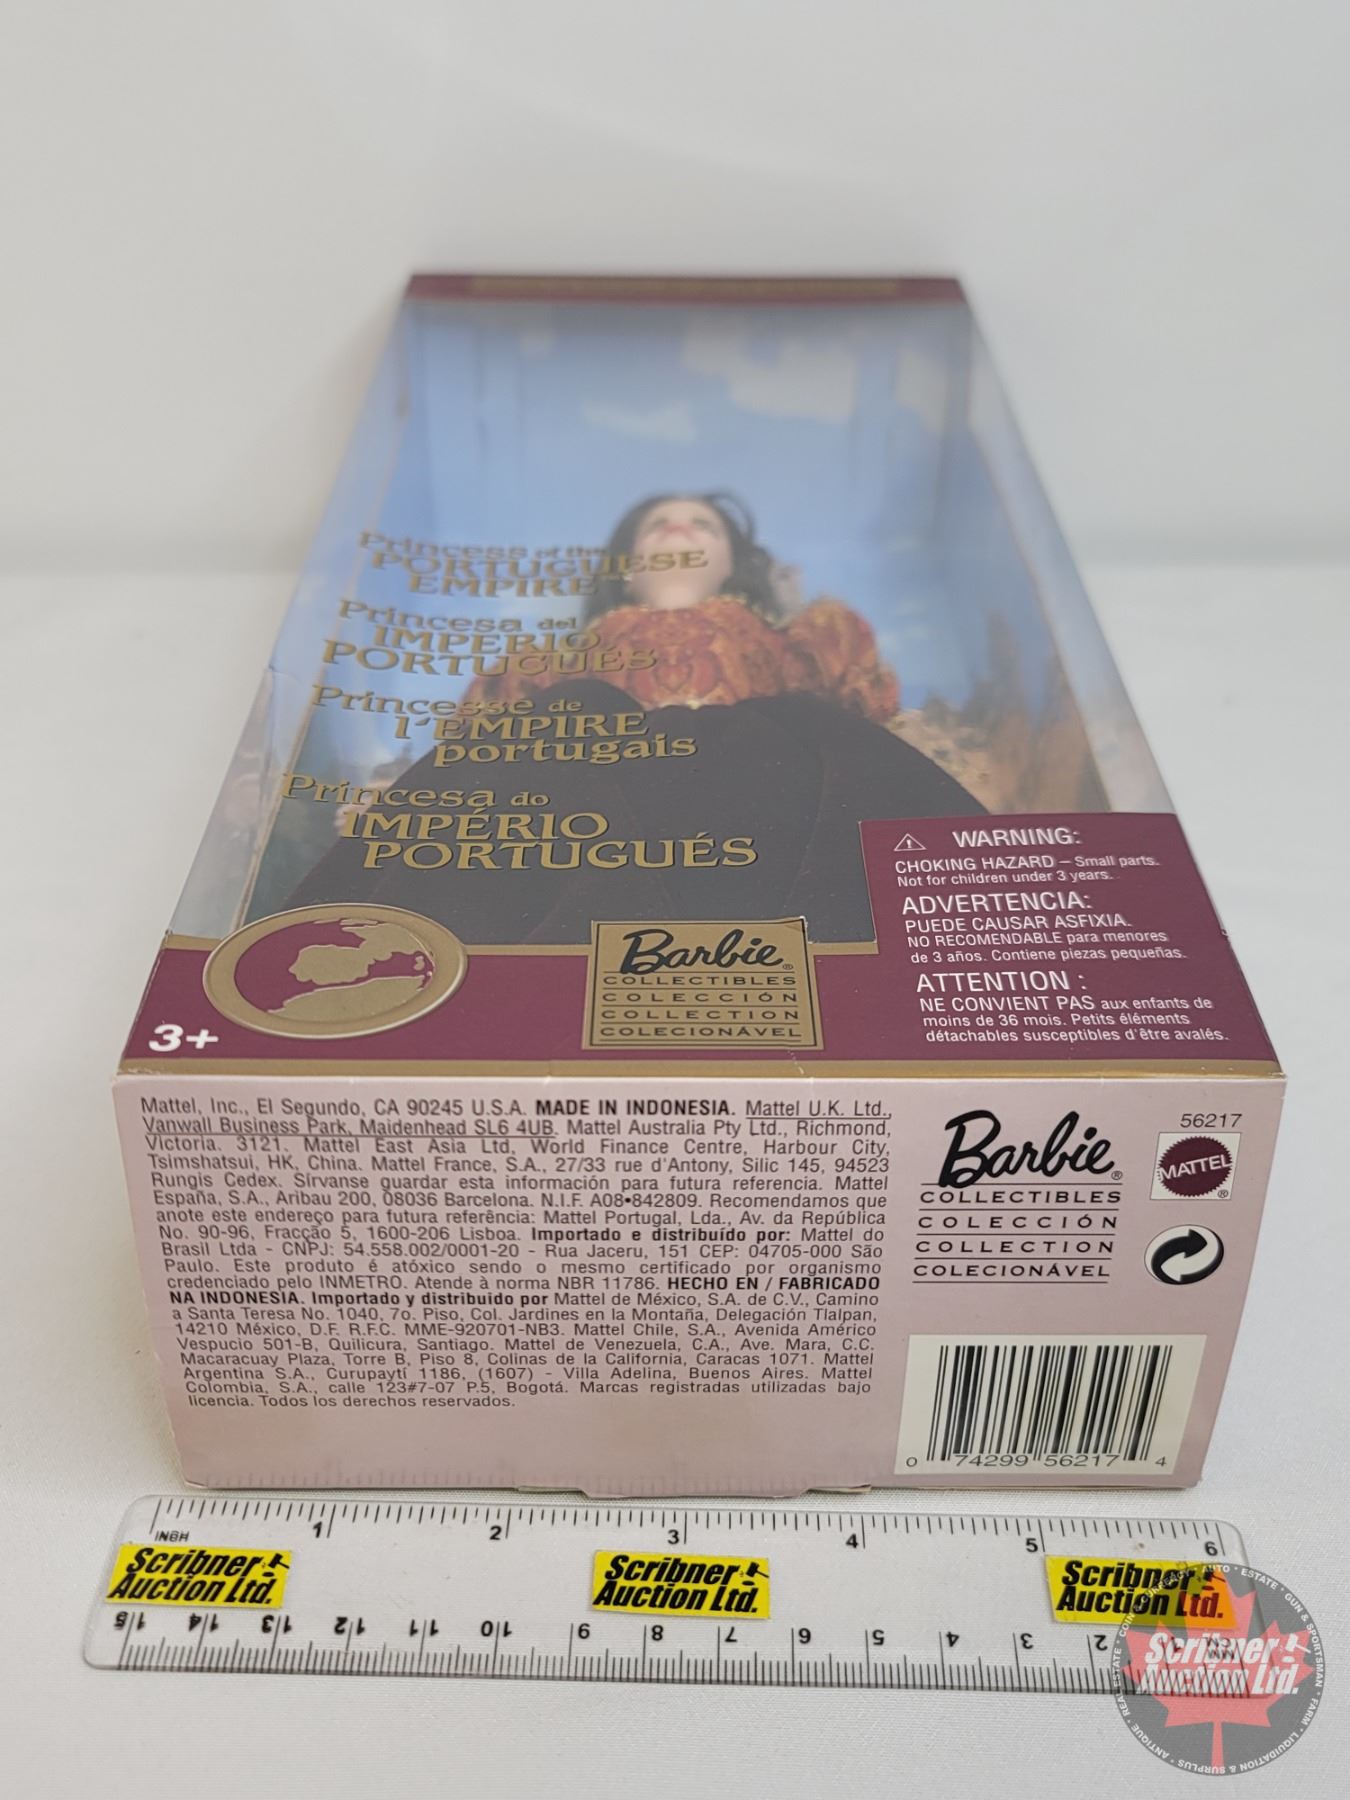 Princess of the
PORTUGUESE
EMPIRE™
Princesa del
IMPERIO
PORTUGUÉS
Princesse de
l'EMPIRE
portugais
Princesa do
IMPÉRIO
PORTUGUÉS
⚠ WARNING:
CHOKING HAZARD – Small parts.
Not for children under 3 years.
ADVERTENCIA:
PUEDE CAUSAR ASFIXIA.
NO RECOMENDABLE para menores
de 3 años. Contiene piezas pequeñas.
ATTENTION :
NE CONVIENT PAS aux enfants de
moins de 36 mois. Petits éléments
détachables susceptibles d'être avalés.
3+
Barbie®
COLLECTIBLES
COLECCIÓN
COLLECTION
COLECIONÁVEL
Mattel, Inc., El Segundo, CA 90245 U.S.A. MADE IN INDONESIA. Mattel U.K. Ltd.,
Vanwall Business Park, Maidenhead SL6 4UB. Mattel Australia Pty Ltd., Richmond,
Victoria. 3121. Mattel East Asia Ltd, World Finance Centre, Harbour City,
Tsimshatsui, HK, China. Mattel France, S.A., 27/33 rue d'Antony, Silic 145, 94523
Rungis Cedex. Sírvanse guardar esta información para futura referencia. Mattel
España, S.A., Aribau 200, 08036 Barcelona. N.I.F. A08•842809. Recomendamos que
anote este endereço para futura referência: Mattel Portugal, Lda., Av. da República
No. 90-96, Fracção 5, 1600-206 Lisboa. Importado e distribuído por: Mattel do
Brasil Ltda - CNPJ: 54.558.002/0001-20 - Rua Jaceru, 151 CEP: 04705-000 São
Paulo. Este produto é atóxico sendo o mesmo certificado por organismo
credenciado pelo INMETRO. Atende à norma NBR 11786. HECHO EN / FABRICADO
NA INDONESIA. Importado y distribuido por Mattel de México, S.A. de C.V., Camino
a Santa Teresa No. 1040, 7o. Piso, Col. Jardines en la Montaña, Delegación Tlalpan,
14210 México, D.F. R.F.C. MME-920701-NB3. Mattel Chile, S.A., Avenida Américo
Vespucio 501-B, Quilicura, Santiago. Mattel de Venezuela, C.A., Ave. Mara, C.C.
Macaracuay Plaza, Torre B, Piso 8, Colinas de la California, Caracas 1071. Mattel
Argentina S.A., Curupaytí 1186, (1607) - Villa Adelina, Buenos Aires. Mattel
Colombia, S.A., calle 123#7-07 P.5, Bogotá. Marcas registradas utilizadas bajo
licencia. Todos los derechos reservados.
Barbie®
COLLECTIBLES
COLECCIÓN
COLLECTION
COLECIONÁVEL
56217
MATTEL®
0 74299 56217 4
INCH
1 2 3 4 5 6
Scribner
Auction Ltd.
Scribner
Auction Ltd.
Scribner
Auction Ltd.
15 14 13 12 11 10 9 8 7 6 5 4 3 2 1
Scribner
Auction Ltd.
COIN & CURRENCY • AUTO • ESTATE • GUN & SPORTSMAN • FARM • LIQUIDATION & SURPLUS • ANTIQUE • REAL ESTATE